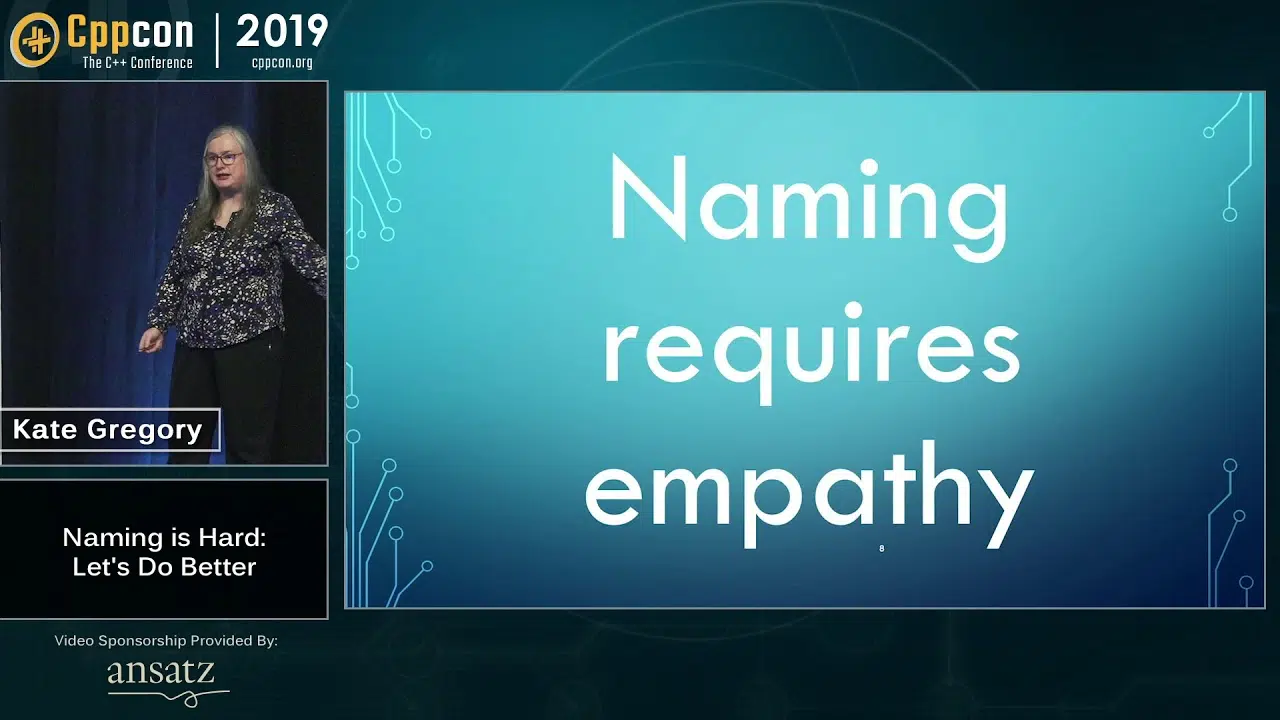 Cppcon
The C++ Conference
2019
cppcon.org
Naming
requires
empathy
8
Kate Gregory
Naming is Hard:
Let's Do Better
Video Sponsorship Provided By:
ansatz